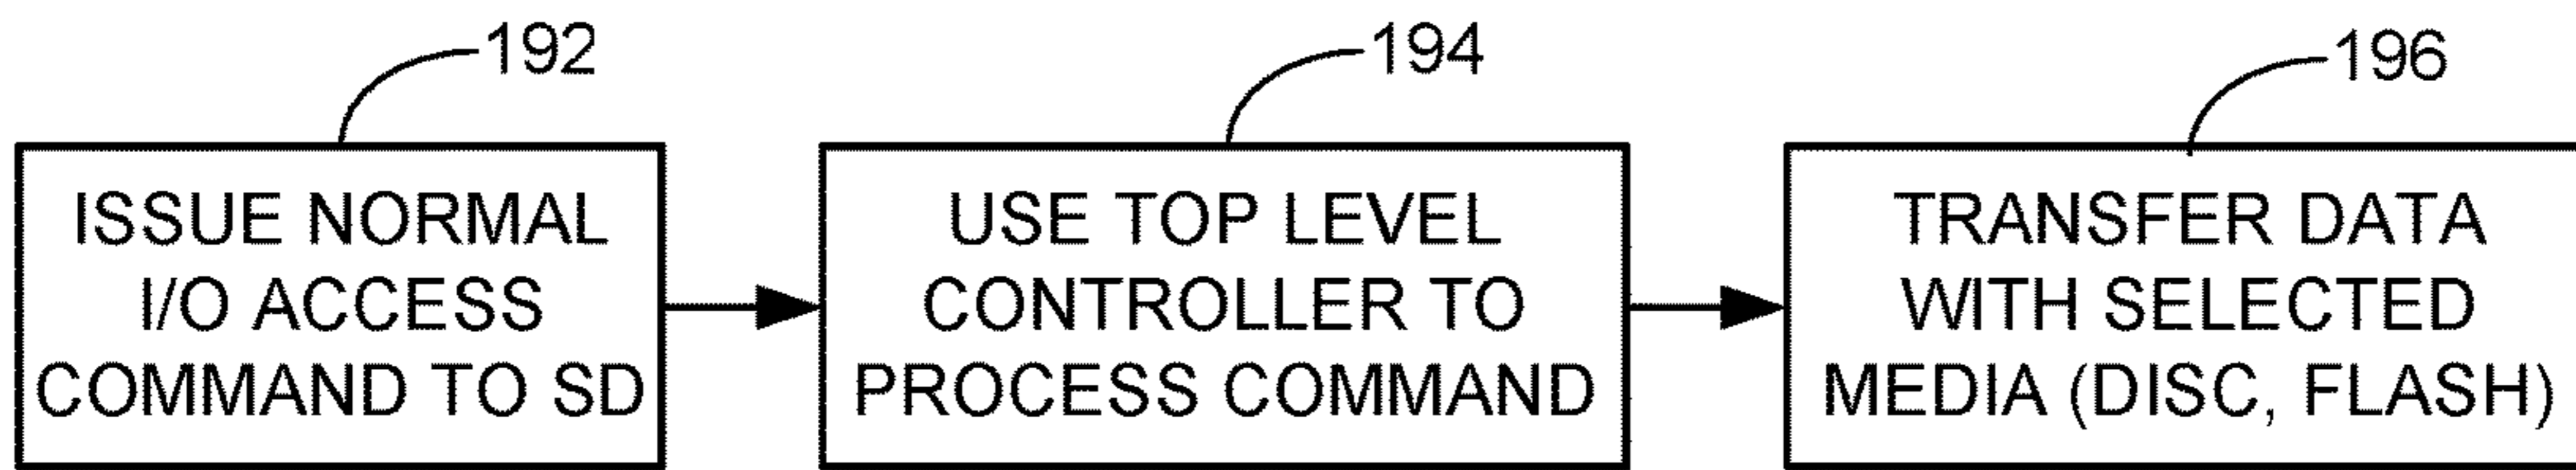 192
194
196
ISSUE NORMAL
I/O ACCESS
COMMAND TO SD
USE TOP LEVEL
CONTROLLER TO
PROCESS COMMAND
TRANSFER DATA
WITH SELECTED
MEDIA (DISC, FLASH)